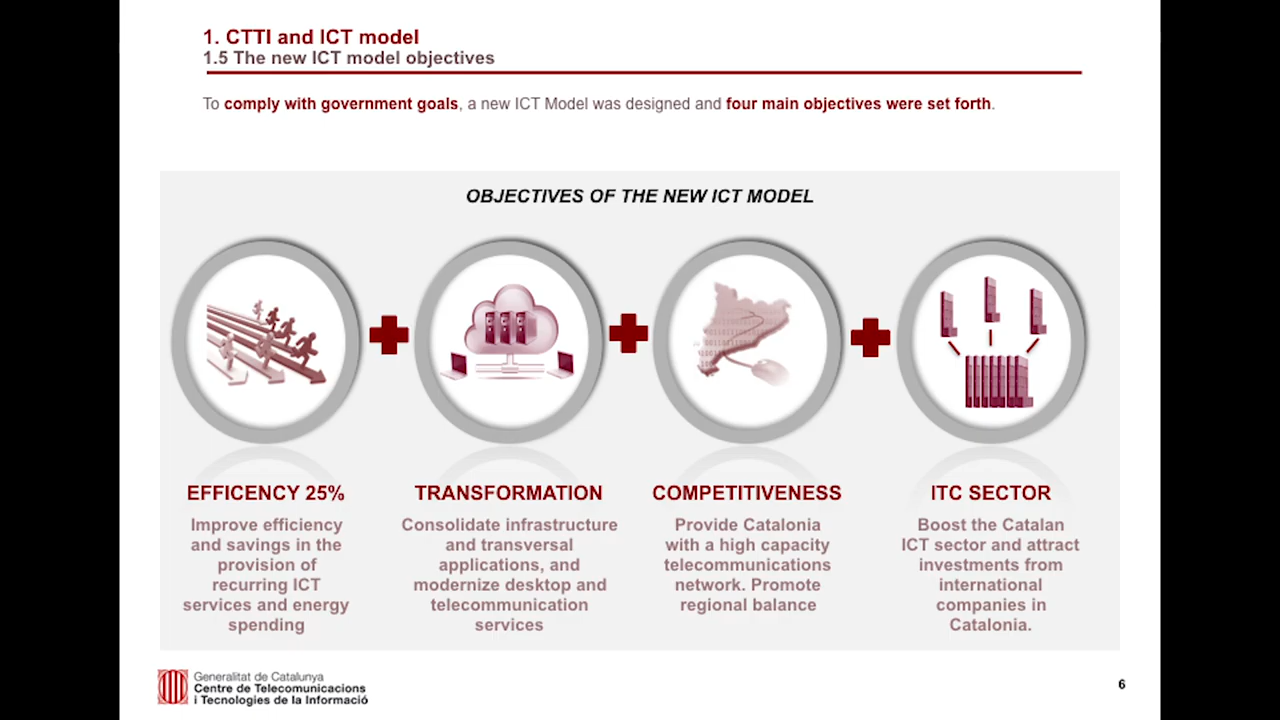 1. CTTI and ICT model
1.5 The new ICT model objectives
To comply with government goals, a new ICT Model was designed and four main objectives were set forth.
OBJECTIVES OF THE NEW ICT MODEL
EFFICENCY 25%
Improve efficiency
and savings in the
provision of
recurring ICT
services and energy
spending
TRANSFORMATION
Consolidate infrastructure
and transversal
applications, and
modernize desktop and
telecommunication
services
COMPETITIVENESS
Provide Catalonia
with a high capacity
telecommunications
network. Promote
regional balance
ITC SECTOR
Boost the Catalan
ICT sector and attract
investments from
international
companies in
Catalonia.
Generalitat de Catalunya
Centre de Telecomunicacions
i Tecnologies de la Informació
6